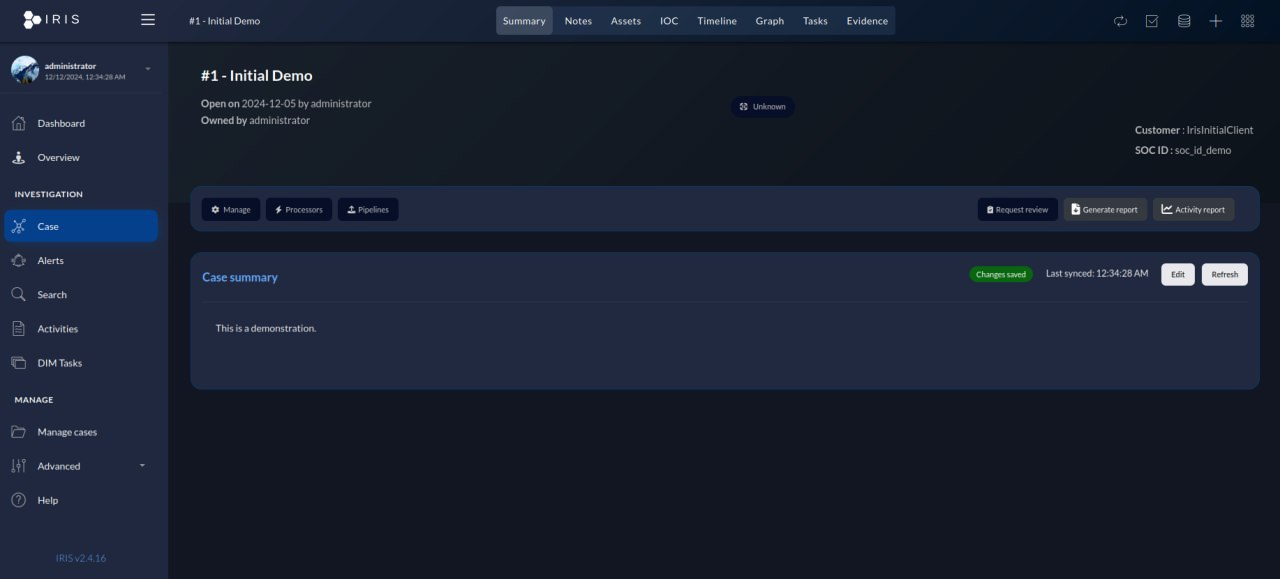 IRIS
#1 - Initial Demo
Summary Notes Assets IOC Timeline Graph Tasks Evidence
administrator
12/12/2024, 12:34:28 AM
Dashboard
Overview
INVESTIGATION
Case
Alerts
Search
Activities
DIM Tasks
MANAGE
Manage cases
Advanced
Help
IRIS v2.4.16
#1 - Initial Demo
Open on 2024-12-05 by administrator
Owned by administrator
Unknown
Customer : IrisInitialClient
SOC ID : soc_id_demo
Manage Processors Pipelines
Request review Generate report Activity report
Case summary
Changes saved Last synced: 12:34:28 AM Edit Refresh
This is a demonstration.